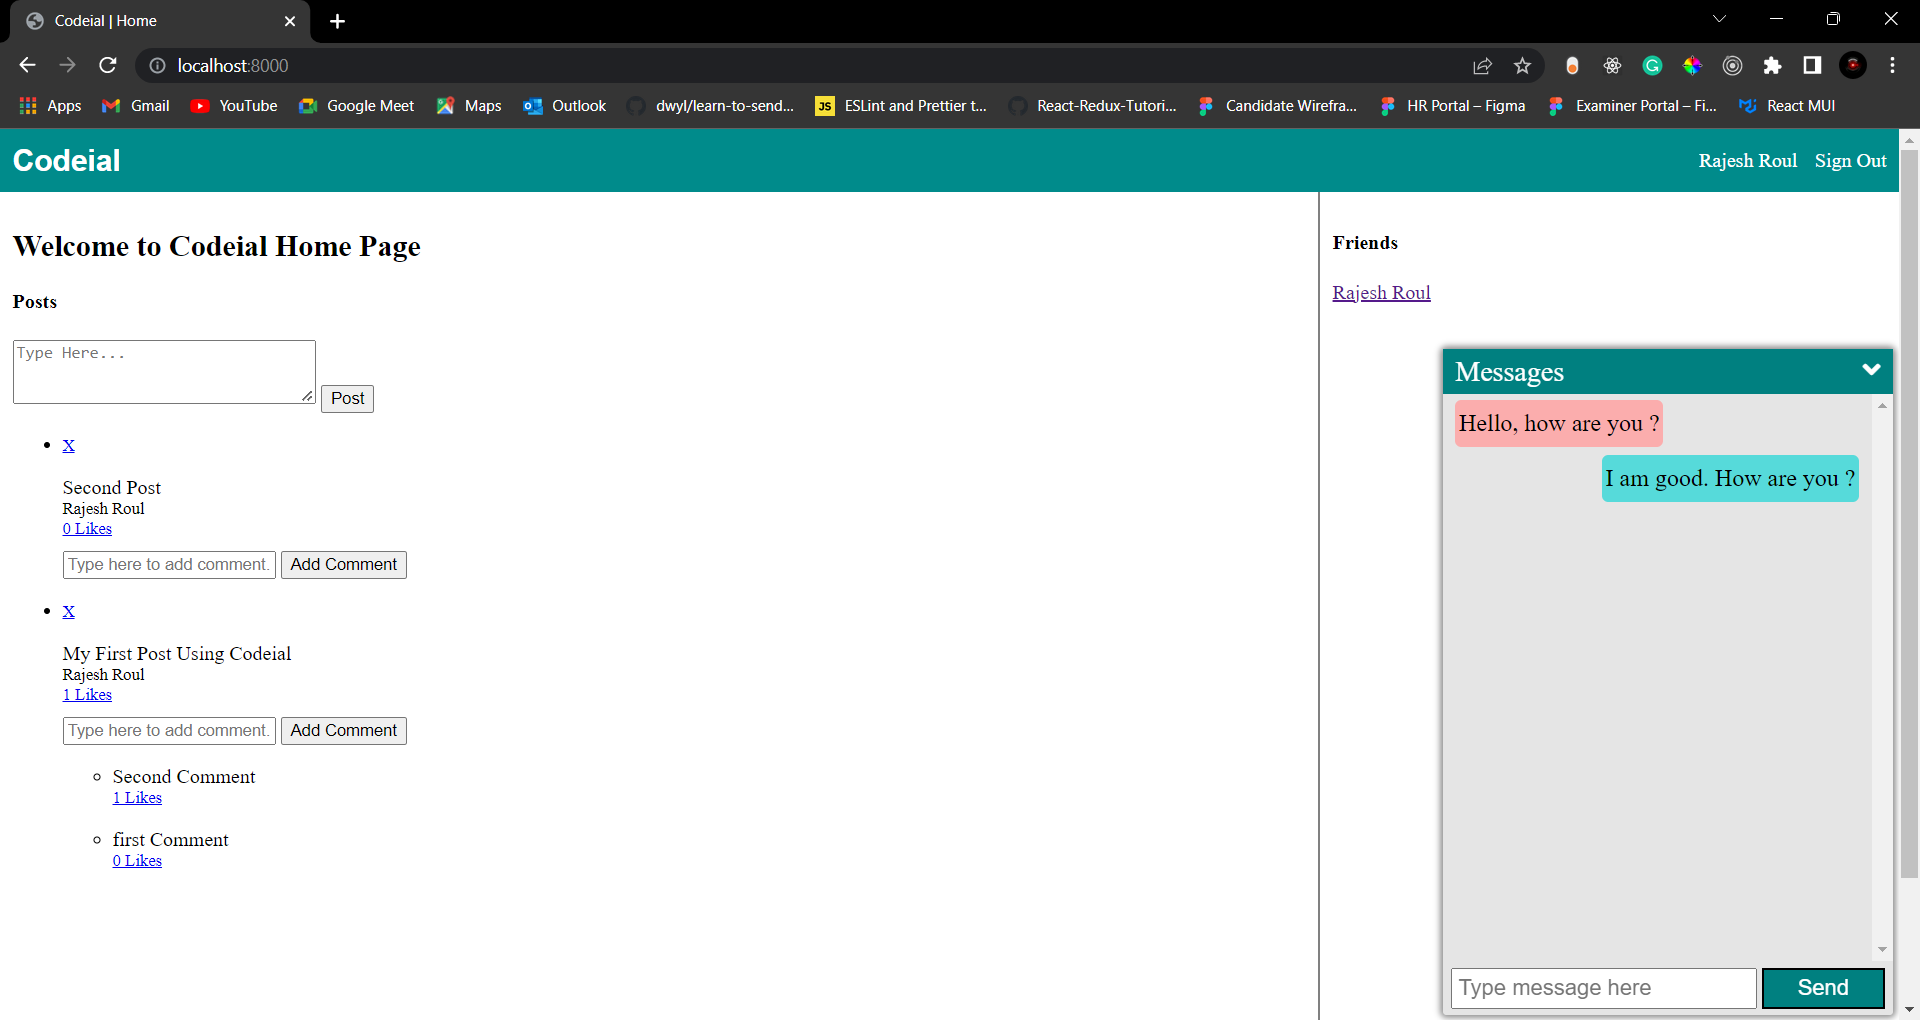 Codeial | Home
localhost:8000
Apps Gmail YouTube Google Meet Maps Outlook dwyl/learn-to-send... JS ESLint and Prettier t... React-Redux-Tutori... Candidate Wirefra... HR Portal – Figma Examiner Portal – Fi... React MUI
Codeial
Rajesh Roul Sign Out
Welcome to Codeial Home Page
Posts
Type Here...
Post
X
Second Post
Rajesh Roul
0 Likes
Type here to add comment. Add Comment
X
My First Post Using Codeial
Rajesh Roul
1 Likes
Type here to add comment. Add Comment
Second Comment
1 Likes
first Comment
0 Likes
Friends
Rajesh Roul
Messages
Hello, how are you ?
I am good. How are you ?
Type message here Send